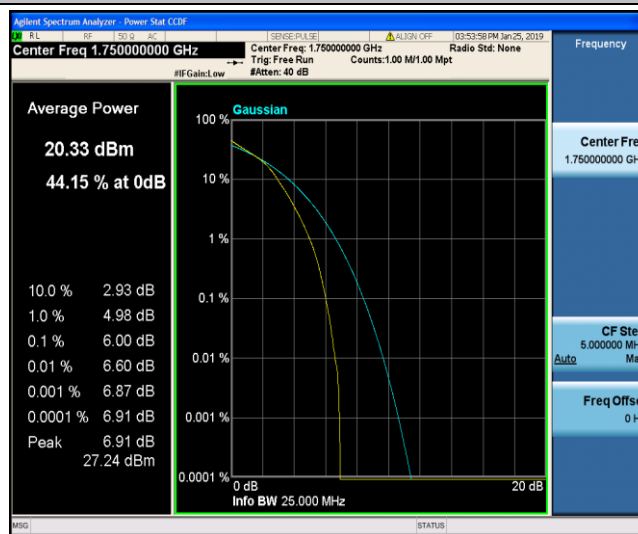 Agilent Spectrum Analyzer - Power Stat CCDF
RL RF 50 Ω AC SENSE:PULSE ALIGN OFF 03:53:58 PM Jan 25, 2019
Center Freq 1.750000000 GHz
Center Freq: 1.750000000 GHz Radio Std: None
Trig: Free Run Counts:1.00 M/1.00 Mpt
#IFGain:Low #Atten: 40 dB
Frequency
Average Power
20.33 dBm
44.15 % at 0dB
10.0 % 2.93 dB
1.0 % 4.98 dB
0.1 % 6.00 dB
0.01 % 6.60 dB
0.001 % 6.87 dB
0.0001 % 6.91 dB
Peak 6.91 dB
27.24 dBm
Gaussian
100 %
10 %
1 %
0.1 %
0.01 %
0.001 %
0.0001 %
0 dB 20 dB
Info BW 25.000 MHz
Center Fre
1.750000000 GH
CF Ste
5.000000 MH
Auto Ma
Freq Offse
0 H
MSG STATUS